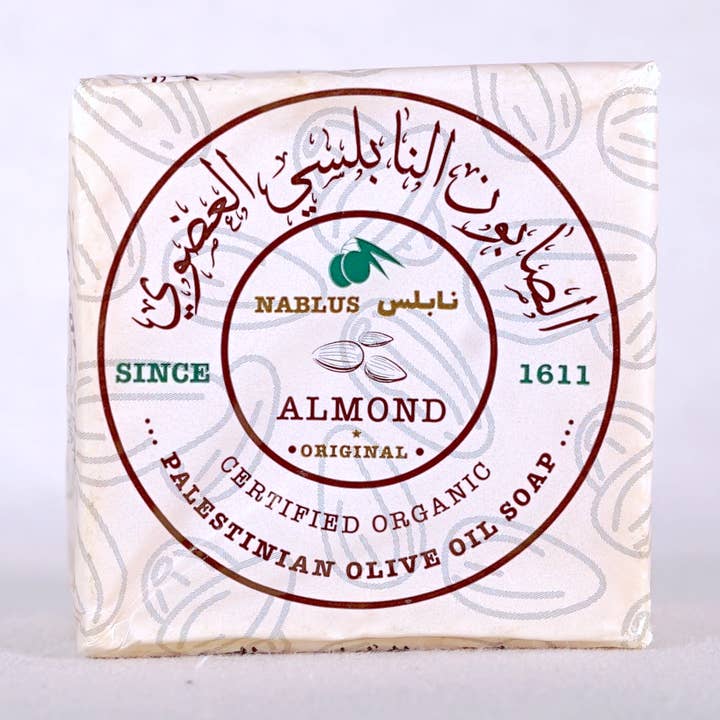 الصابون النابلسي العضوي
NABLUS نابلس
SINCE 1611
ALMOND
• ORIGINAL •
CERTIFIED ORGANIC
... PALESTINIAN OLIVE OIL SOAP ...